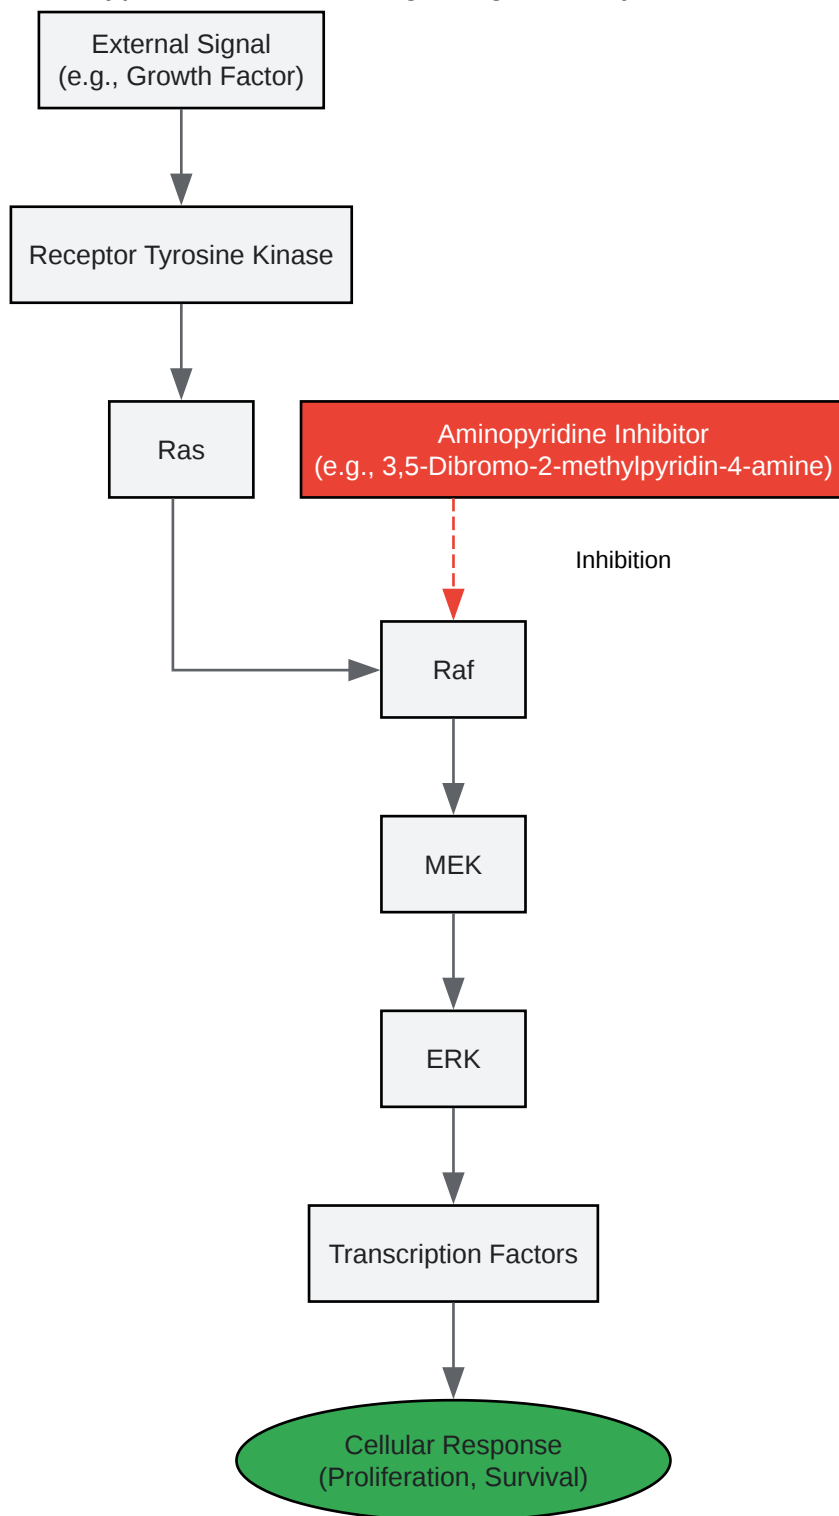 External Signal
(e.g., Growth Factor)
Receptor Tyrosine Kinase
Ras
Aminopyridine Inhibitor
(e.g., 3,5-Dibromo-2-methylpyridin-4-amine)
Inhibition
Raf
MEK
ERK
Transcription Factors
Cellular Response
(Proliferation, Survival)